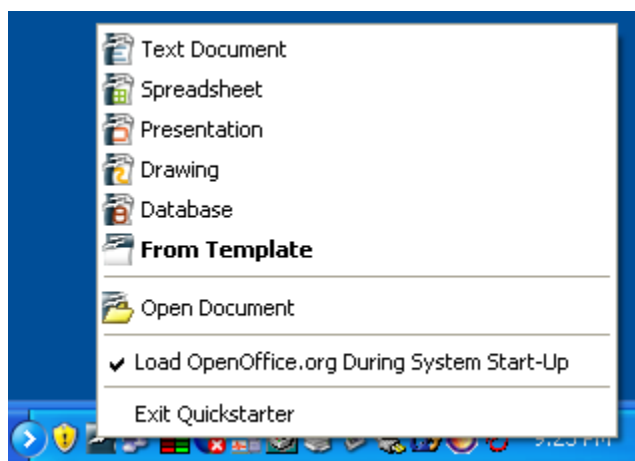 Text Document
Spreadsheet
Presentation
Drawing
Database
From Template
Open Document
Load OpenOffice.org During System Start-Up
Exit Quickstarter